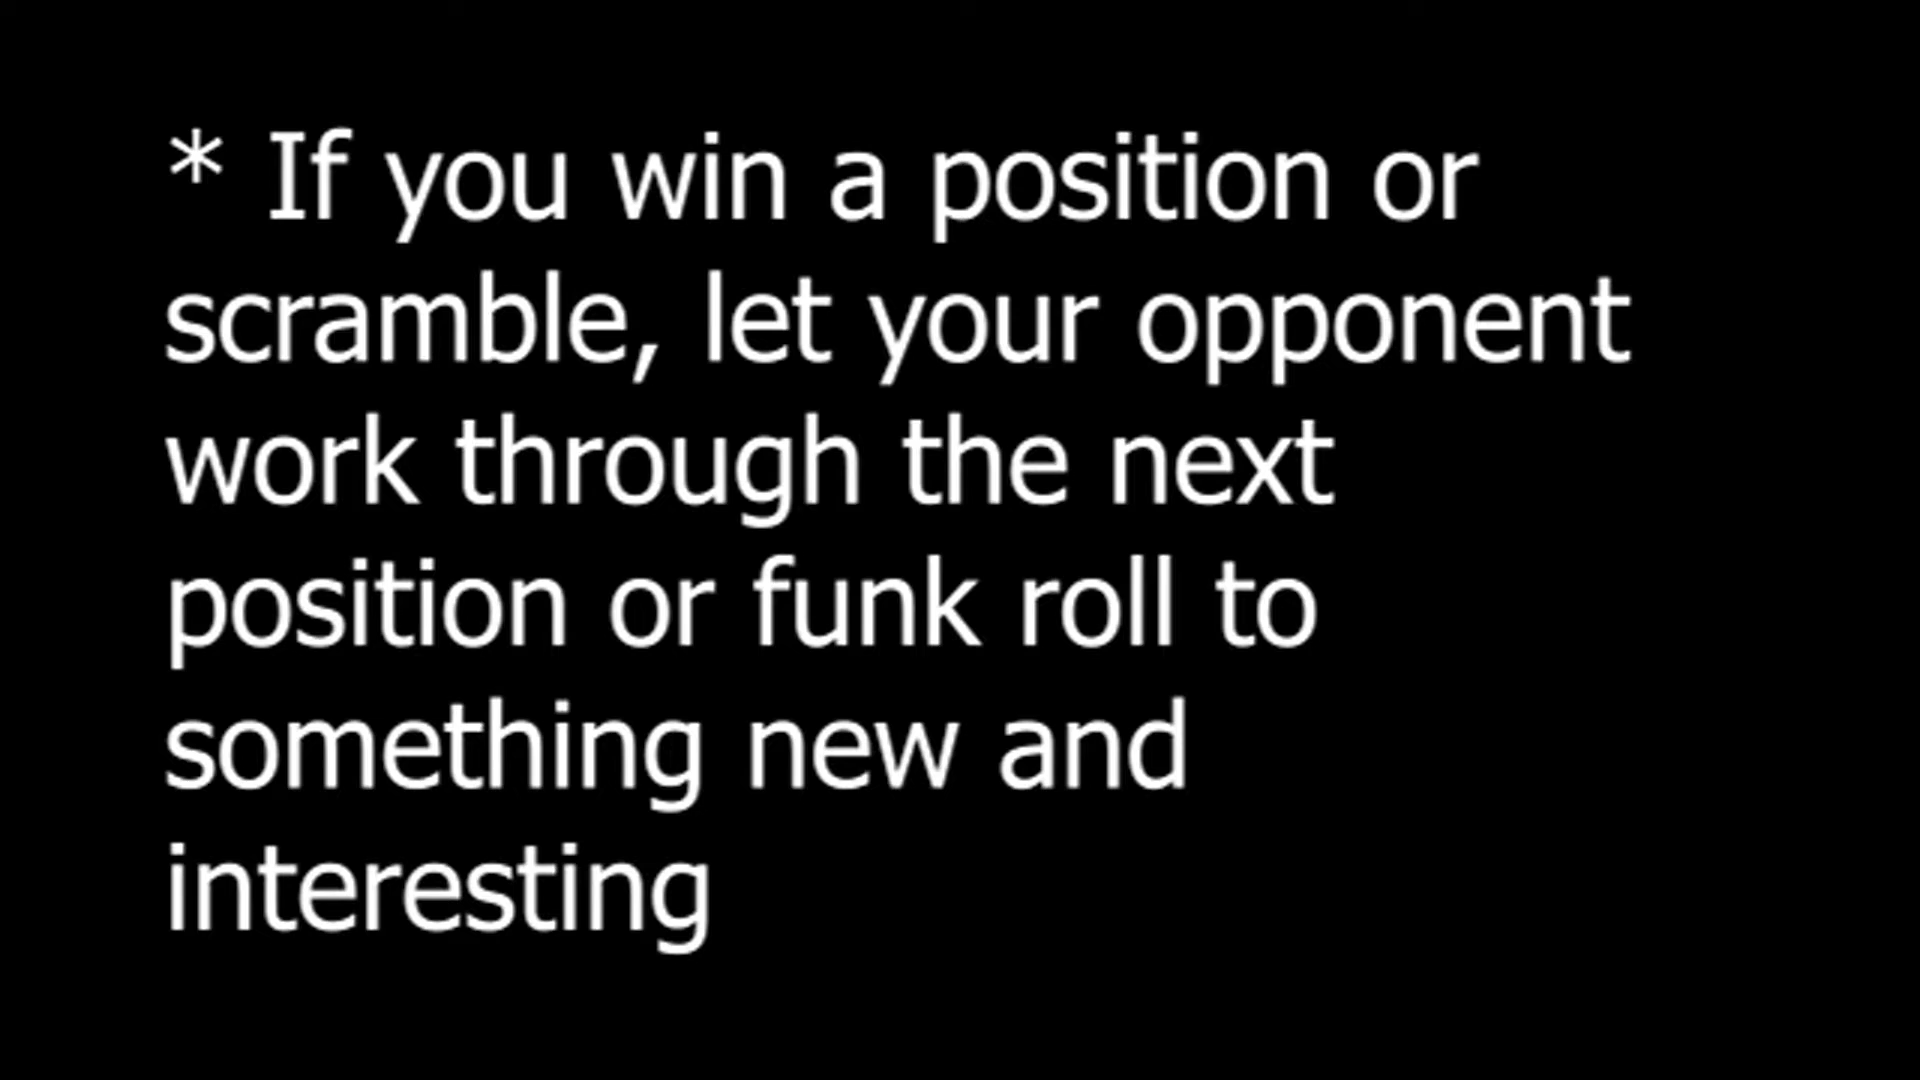 * If you win a position or
scramble, let your opponent
work through the next
position or funk roll to
something new and
interesting